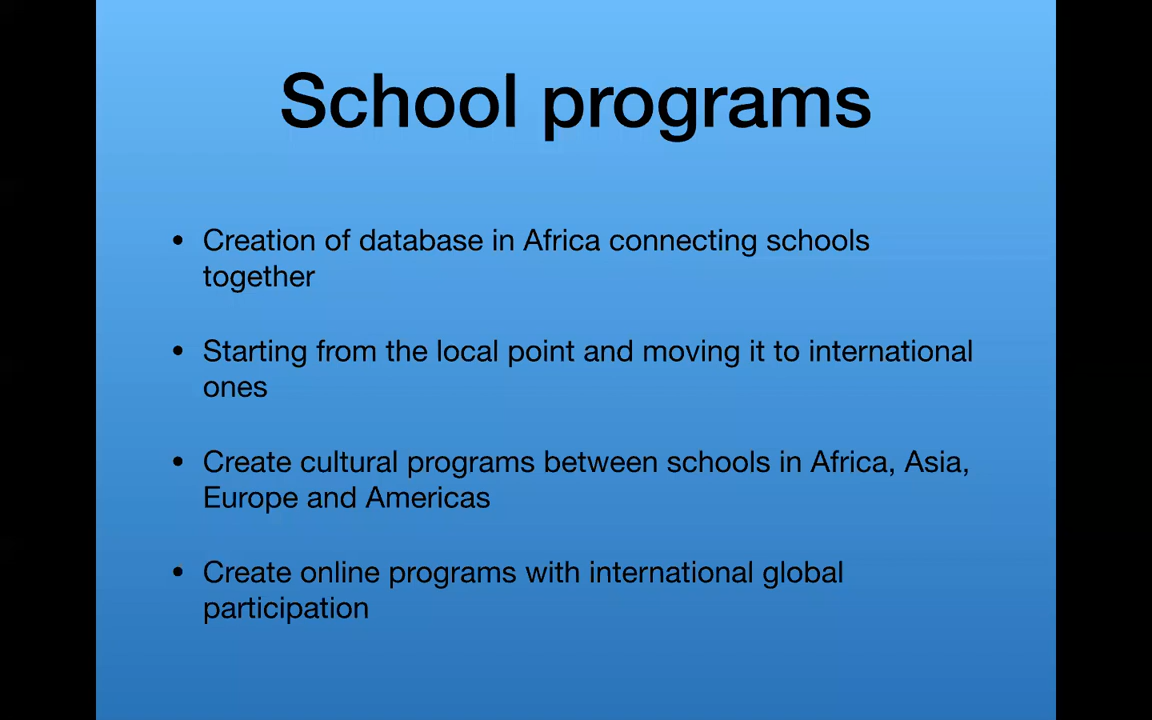 School programs
• Creation of database in Africa connecting schools
together
• Starting from the local point and moving it to international
ones
• Create cultural programs between schools in Africa, Asia,
Europe and Americas
• Create online programs with international global
participation